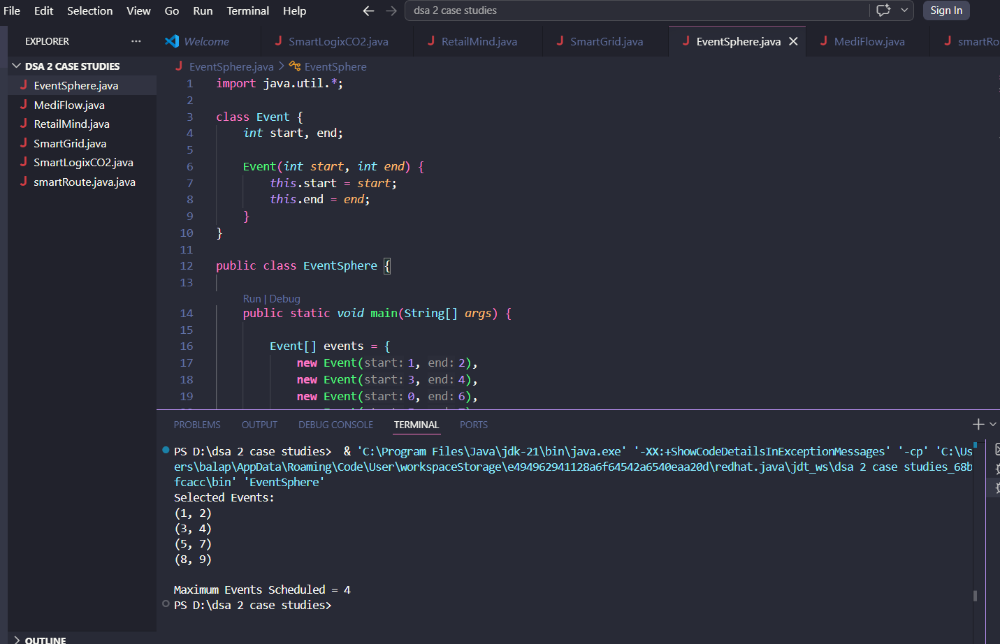 File Edit Selection View Go Run Terminal Help
dsa 2 case studies
Sign In
EXPLORER
Welcome
SmartLogixCO2.java
RetailMind.java
SmartGrid.java
EventSphere.java
MediFlow.java
smartRo
DSA 2 CASE STUDIES
EventSphere.java
MediFlow.java
RetailMind.java
SmartGrid.java
SmartLogixCO2.java
smartRoute.java.java
OUTLINE
EventSphere.java > EventSphere
1 import java.util.*;
2
3 class Event {
4 int start, end;
5
6 Event(int start, int end) {
7 this.start = start;
8 this.end = end;
9 }
10 }
11
12 public class EventSphere {
13
Run | Debug
14 public static void main(String[] args) {
15
16 Event[] events = {
17 new Event(start: 1, end: 2),
18 new Event(start: 3, end: 4),
19 new Event(start: 0, end: 6),
PROBLEMS OUTPUT DEBUG CONSOLE TERMINAL PORTS
PS D:\dsa 2 case studies>  & 'C:\Program Files\Java\jdk-21\bin\java.exe' '-XX:+ShowCodeDetailsInExceptionMessages' '-cp' 'C:\Us
ers\balap\AppData\Roaming\Code\User\workspaceStorage\e494962941128a6f64542a6540eaa20d\redhat.java\jdt_ws\dsa 2 case studies_68b
fcacc\bin' 'EventSphere'
Selected Events:
(1, 2)
(3, 4)
(5, 7)
(8, 9)
Maximum Events Scheduled = 4
PS D:\dsa 2 case studies>